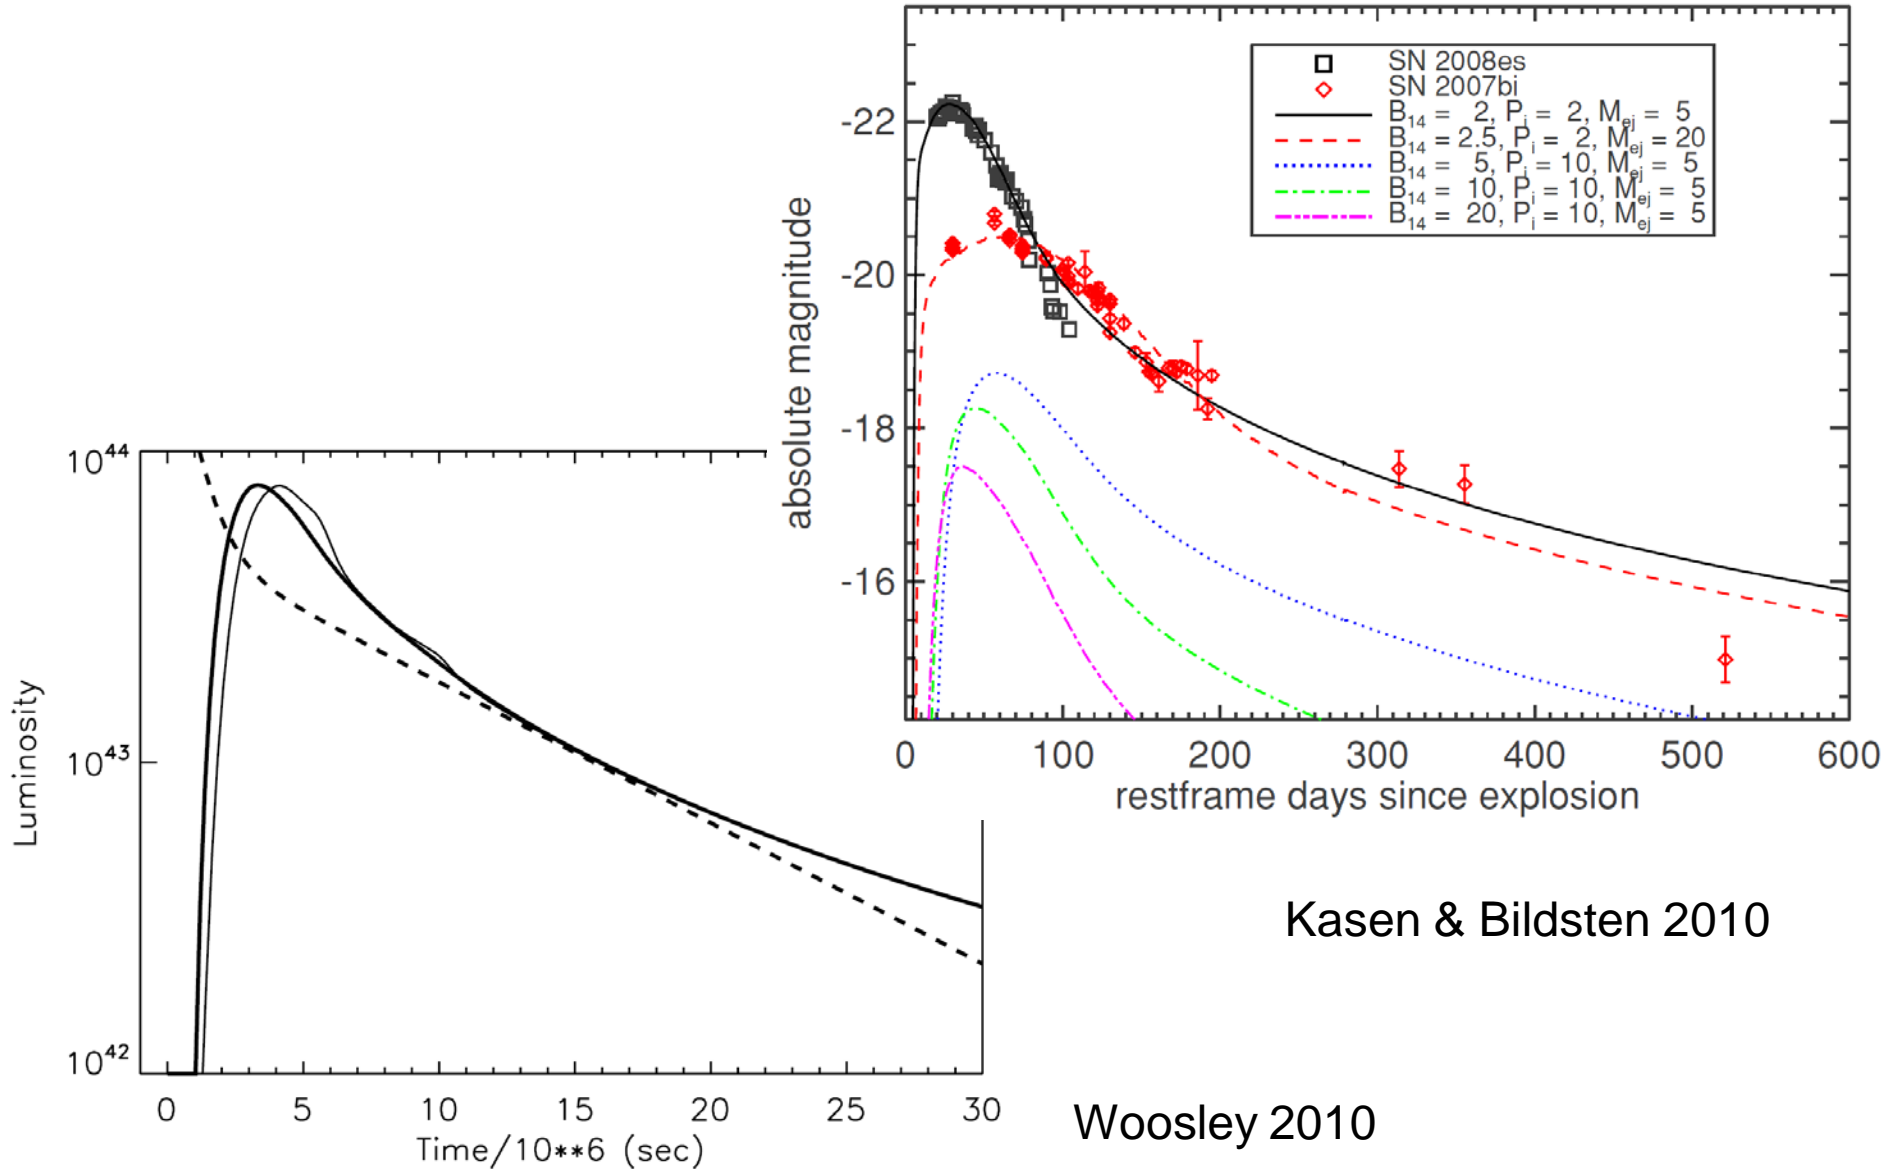 SN 2008es
SN 2007bi
B14 = 2, Pi = 2, Mej = 5
B14 = 2.5, Pi = 2, Mej = 20
B14 = 5, Pi = 10, Mej = 5
B14 = 10, Pi = 10, Mej = 5
B14 = 20, Pi = 10, Mej = 5
absolute magnitude
-22
-20
-18
-16
0 100 200 300 400 500 600
restframe days since explosion
Kasen & Bildsten 2010
Luminosity
10^44
10^43
10^42
0 5 10 15 20 25 30
Time/10**6 (sec)
Woosley 2010